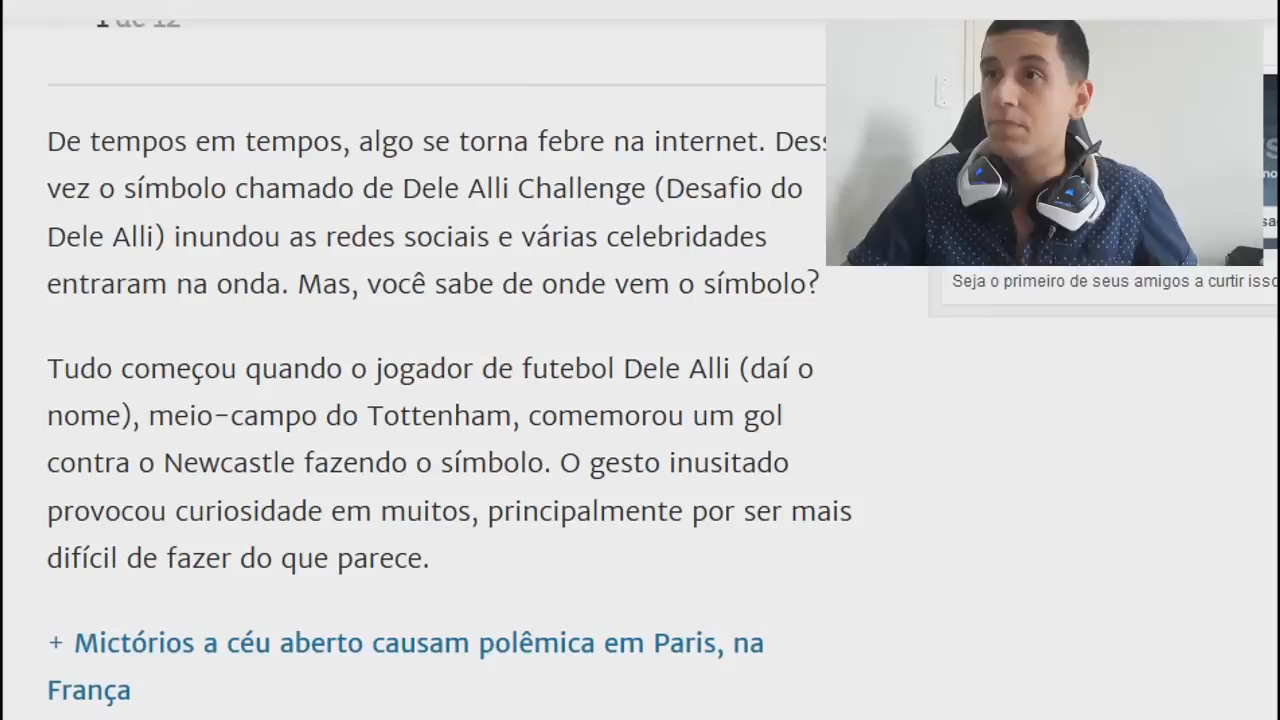 1 de 12
De tempos em tempos, algo se torna febre na internet. Dess
vez o símbolo chamado de Dele Alli Challenge (Desafio do
Dele Alli) inundou as redes sociais e várias celebridades
entraram na onda. Mas, você sabe de onde vem o símbolo?
Seja o primeiro de seus amigos a curtir isso
Tudo começou quando o jogador de futebol Dele Alli (daí o
nome), meio-campo do Tottenham, comemorou um gol
contra o Newcastle fazendo o símbolo. O gesto inusitado
provocou curiosidade em muitos, principalmente por ser mais
difícil de fazer do que parece.
+ Mictórios a céu aberto causam polêmica em Paris, na
França